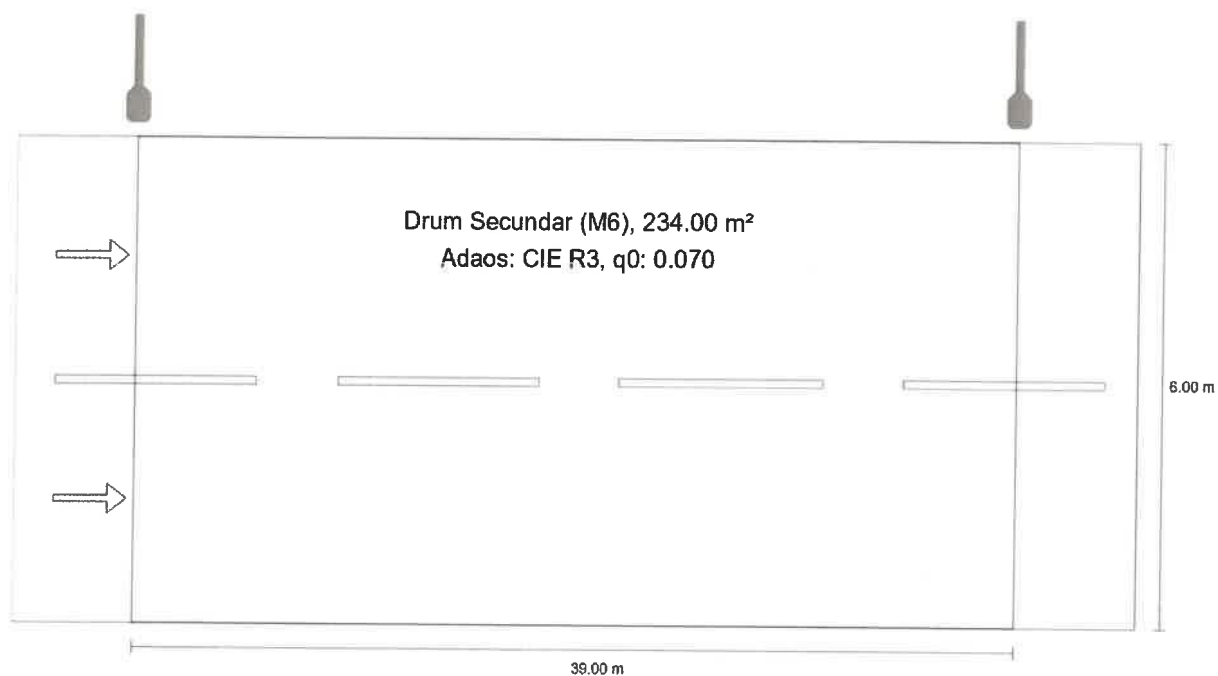 Drum Secundar (M6), 234.00 m²
Adaos: CIE R3, q0: 0.070
6.00 m
39.00 m